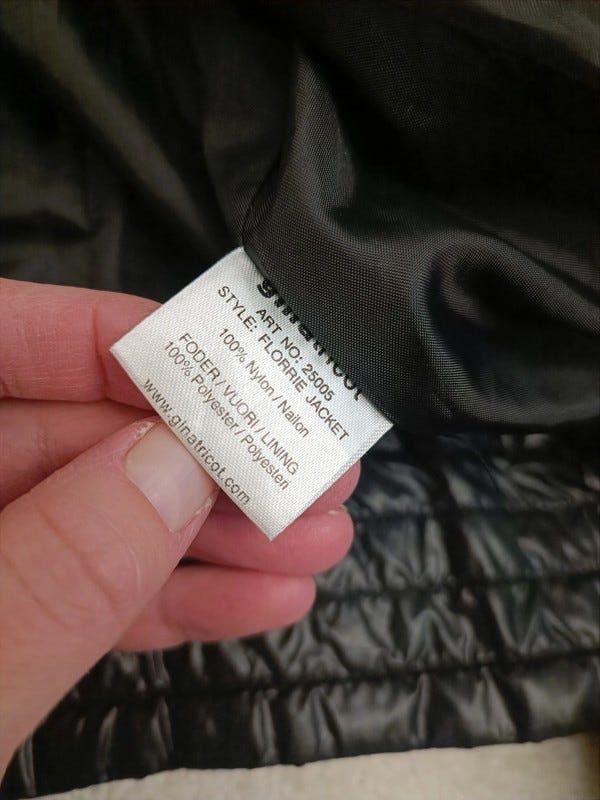 ginatricot
ART NO: 25005
STYLE: FLORRIE JACKET
100% Nylon / Nailon
FODER / VUORI / LINING
100% Polyester / Polyesteri
www.ginatricot.com